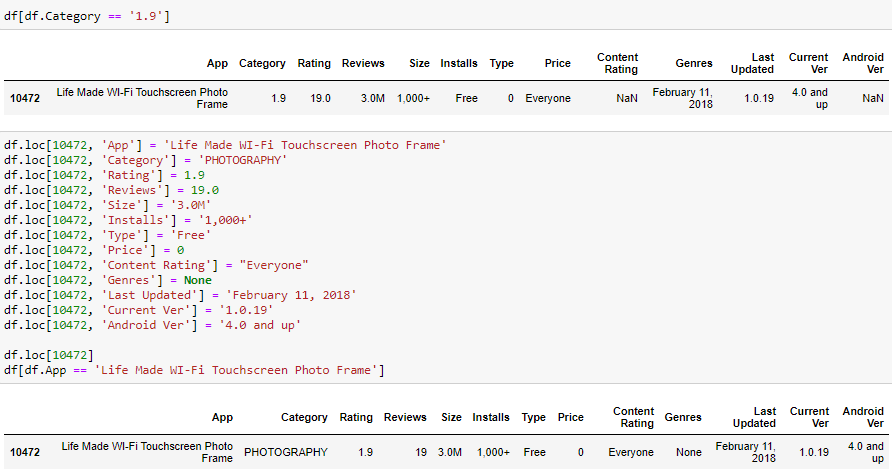 df[df.Category == '1.9']
App Category Rating Reviews Size Installs Type Price Content Rating Genres Last Updated Current Ver Android Ver
10472 Life Made WI-Fi Touchscreen Photo Frame 1.9 19.0 3.0M 1,000+ Free 0 Everyone NaN February 11, 2018 1.0.19 4.0 and up NaN
df.loc[10472, 'App'] = 'Life Made WI-Fi Touchscreen Photo Frame'
df.loc[10472, 'Category'] = 'PHOTOGRAPHY'
df.loc[10472, 'Rating'] = 1.9
df.loc[10472, 'Reviews'] = 19.0
df.loc[10472, 'Size'] = '3.0M'
df.loc[10472, 'Installs'] = '1,000+'
df.loc[10472, 'Type'] = 'Free'
df.loc[10472, 'Price'] = 0
df.loc[10472, 'Content Rating'] = "Everyone"
df.loc[10472, 'Genres'] = None
df.loc[10472, 'Last Updated'] = 'February 11, 2018'
df.loc[10472, 'Current Ver'] = '1.0.19'
df.loc[10472, 'Android Ver'] = '4.0 and up'
df.loc[10472]
df[df.App == 'Life Made WI-Fi Touchscreen Photo Frame']
App Category Rating Reviews Size Installs Type Price Content Rating Genres Last Updated Current Ver Android Ver
10472 Life Made WI-Fi Touchscreen Photo Frame PHOTOGRAPHY 1.9 19 3.0M 1,000+ Free 0 Everyone None February 11, 2018 1.0.19 4.0 and up